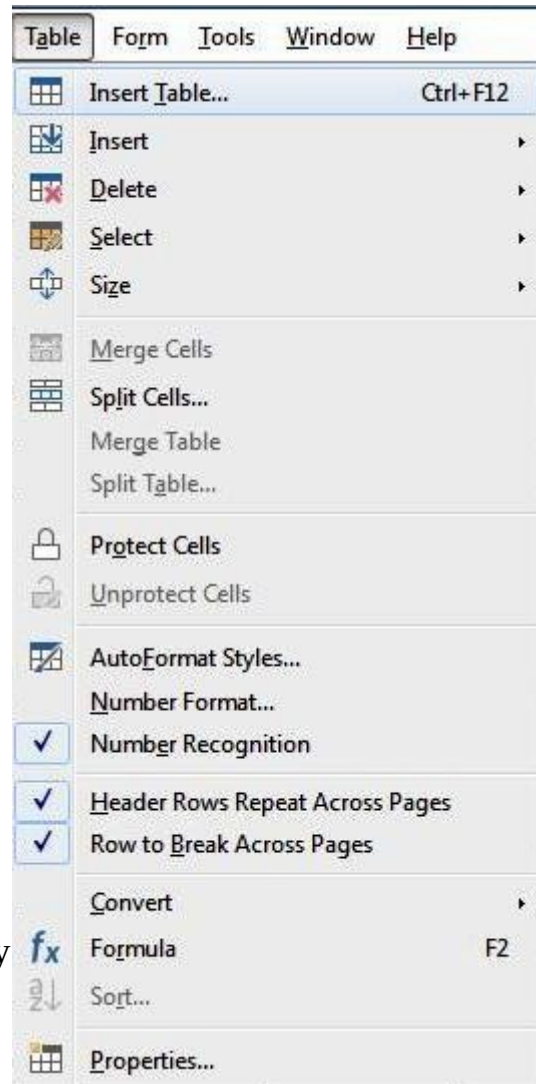 Table Form Tools Window Help
Insert Table... Ctrl+F12
Insert
Delete
Select
Size
Merge Cells
Split Cells...
Merge Table
Split Table...
Protect Cells
Unprotect Cells
AutoFormat Styles...
Number Format...
Number Recognition
Header Rows Repeat Across Pages
Row to Break Across Pages
Convert
y fx Formula F2
Sort...
Properties...